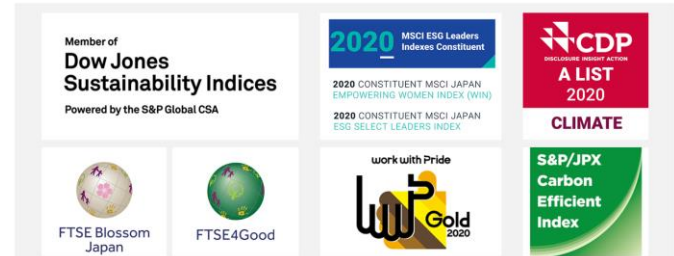 Member of
Dow Jones
Sustainability Indices
Powered by the S&P Global CSA
2020 MSCI ESG Leaders
Indexes Constituent
2020 CONSTITUENT MSCI JAPAN
EMPOWERING WOMEN INDEX (WIN)
2020 CONSTITUENT MSCI JAPAN
ESG SELECT LEADERS INDEX
CDP
DISCLOSURE INSIGHT ACTION
A LIST
2020
CLIMATE
FTSE Blossom
Japan
FTSE4Good
work with Pride
wwP
Gold
2020
S&P/JPX
Carbon
Efficient
Index